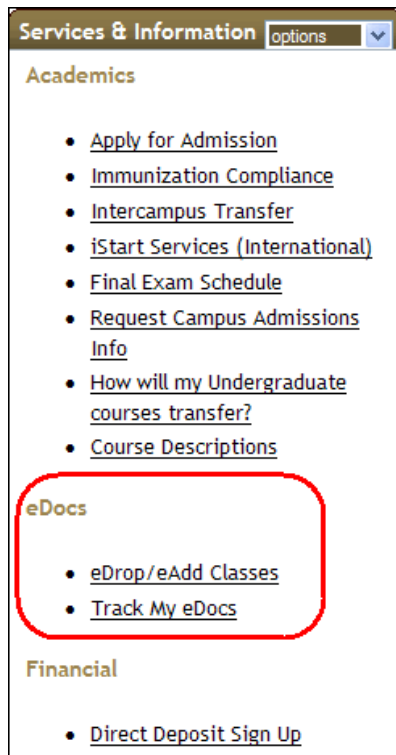 Services & Information options
Academics
• Apply for Admission
• Immunization Compliance
• Intercampus Transfer
• iStart Services (International)
• Final Exam Schedule
• Request Campus Admissions
Info
• How will my Undergraduate
courses transfer?
• Course Descriptions
eDocs
• eDrop/eAdd Classes
• Track My eDocs
Financial
• Direct Deposit Sign Up